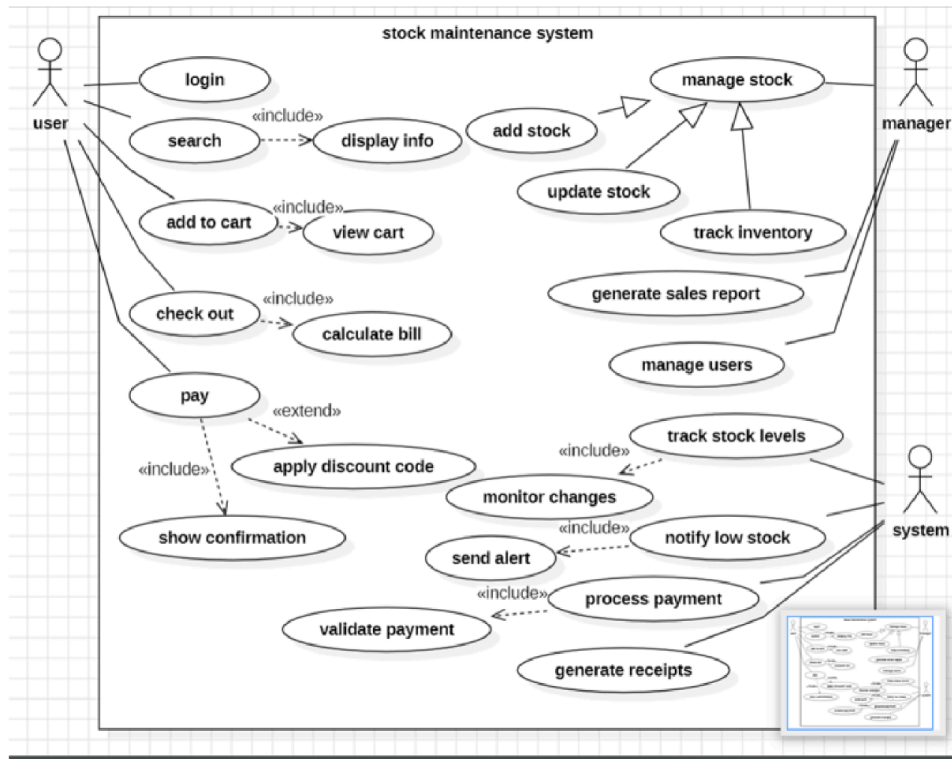 stock maintenance system
login
manage stock
user
manager
«include»
search
display info
add stock
update stock
«include»
add to cart
view cart
track inventory
generate sales report
«include»
check out
calculate bill
manage users
pay
«extend»
track stock levels
«include»
«include»
apply discount code
monitor changes
«include»
show confirmation
notify low stock
system
send alert
«include»
process payment
validate payment
generate receipts